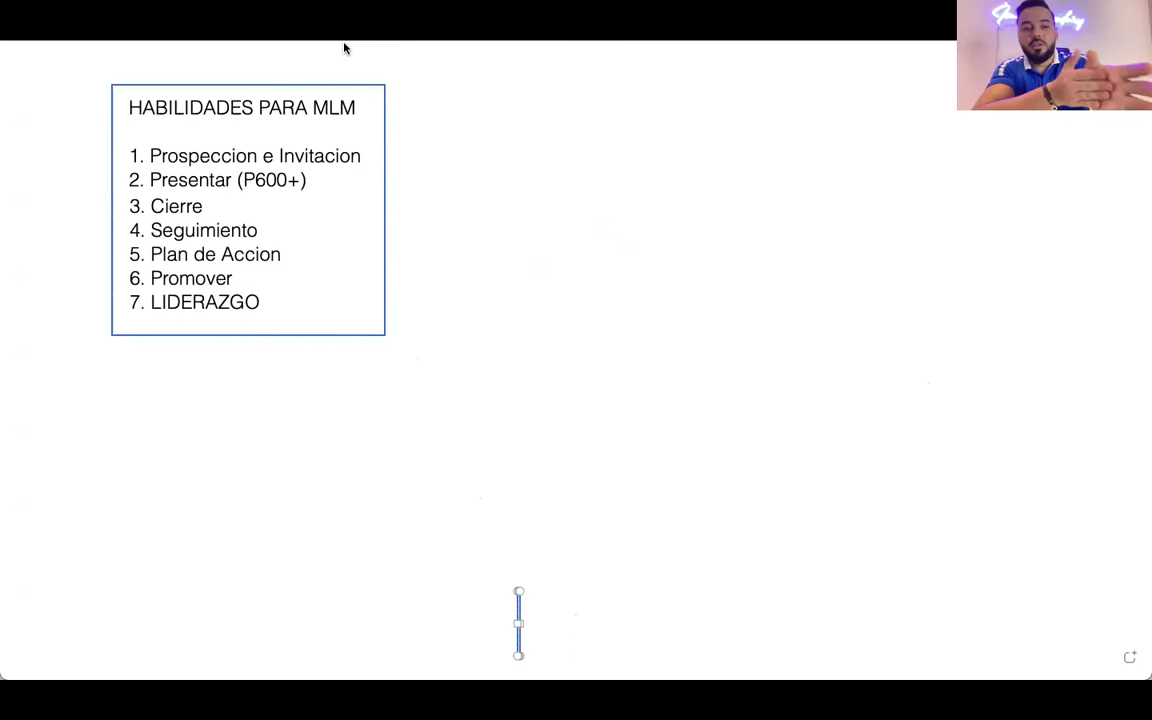 HABILIDADES PARA MLM
1. Prospeccion e Invitacion
2. Presentar (P600+)
3. Cierre
4. Seguimiento
5. Plan de Accion
6. Promover
7. LIDERAZGO